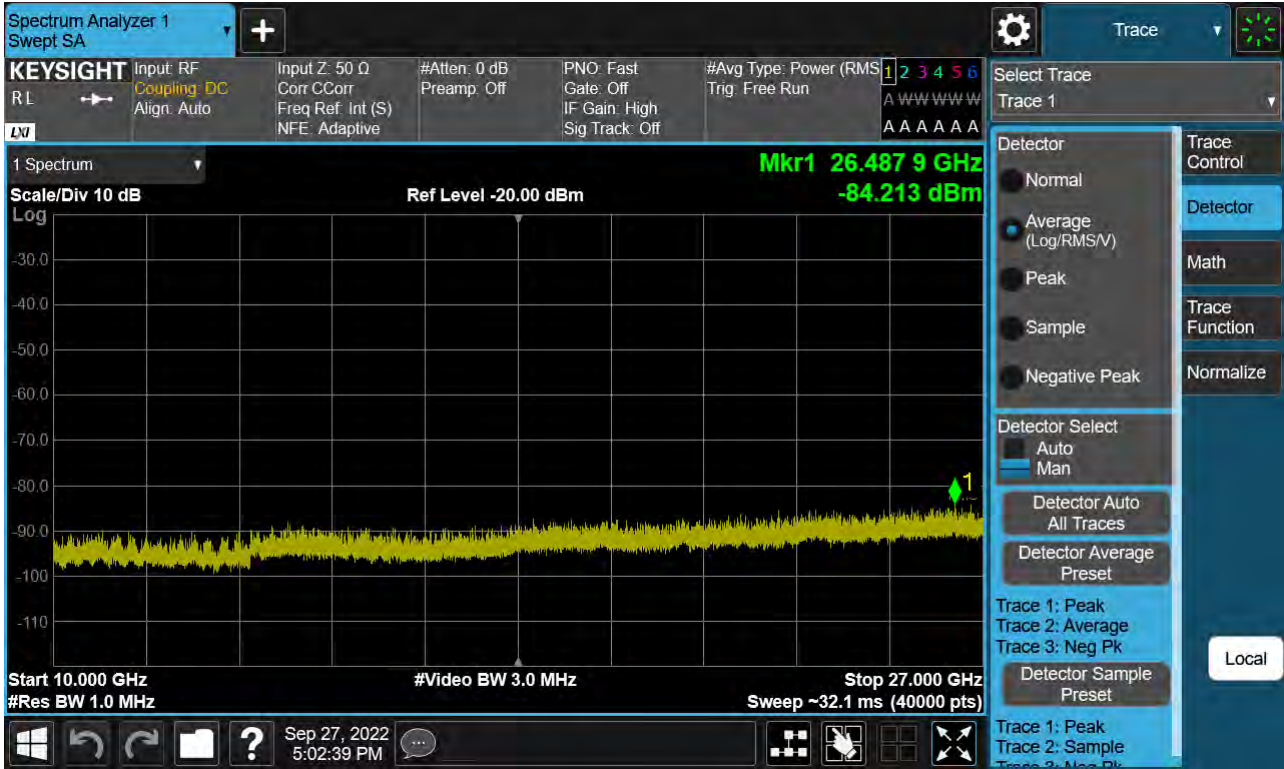 Spectrum Analyzer 1
Swept SA
Trace
KEYSIGHT
RL
LXI
Input: RF
Coupling: DC
Align: Auto
Input Z: 50 Ω
Corr CCorr
Freq Ref: Int (S)
NFE: Adaptive
#Atten: 0 dB
Preamp: Off
PNO: Fast
Gate: Off
IF Gain: High
Sig Track: Off
#Avg Type: Power (RMS
Trig: Free Run
1 2 3 4 5 6
A W W W W W
A A A A A A
Select Trace
Trace 1
1 Spectrum
Scale/Div 10 dB
Ref Level -20.00 dBm
Mkr1 26.487 9 GHz
-84.213 dBm
Log
-30.0
-40.0
-50.0
-60.0
-70.0
-80.0
-90.0
-100
-110
1
Start 10.000 GHz
#Video BW 3.0 MHz
Stop 27.000 GHz
#Res BW 1.0 MHz
Sweep ~32.1 ms (40000 pts)
Detector
Normal
Average
(Log/RMS/V)
Peak
Sample
Negative Peak
Detector Select
Auto
Man
Detector Auto
All Traces
Detector Average
Preset
Trace 1: Peak
Trace 2: Average
Trace 3: Neg Pk
Detector Sample
Preset
Trace 1: Peak
Trace 2: Sample
Trace 3: Neg Pk
Trace
Control
Detector
Math
Trace
Function
Normalize
Local
?
Sep 27, 2022
5:02:39 PM